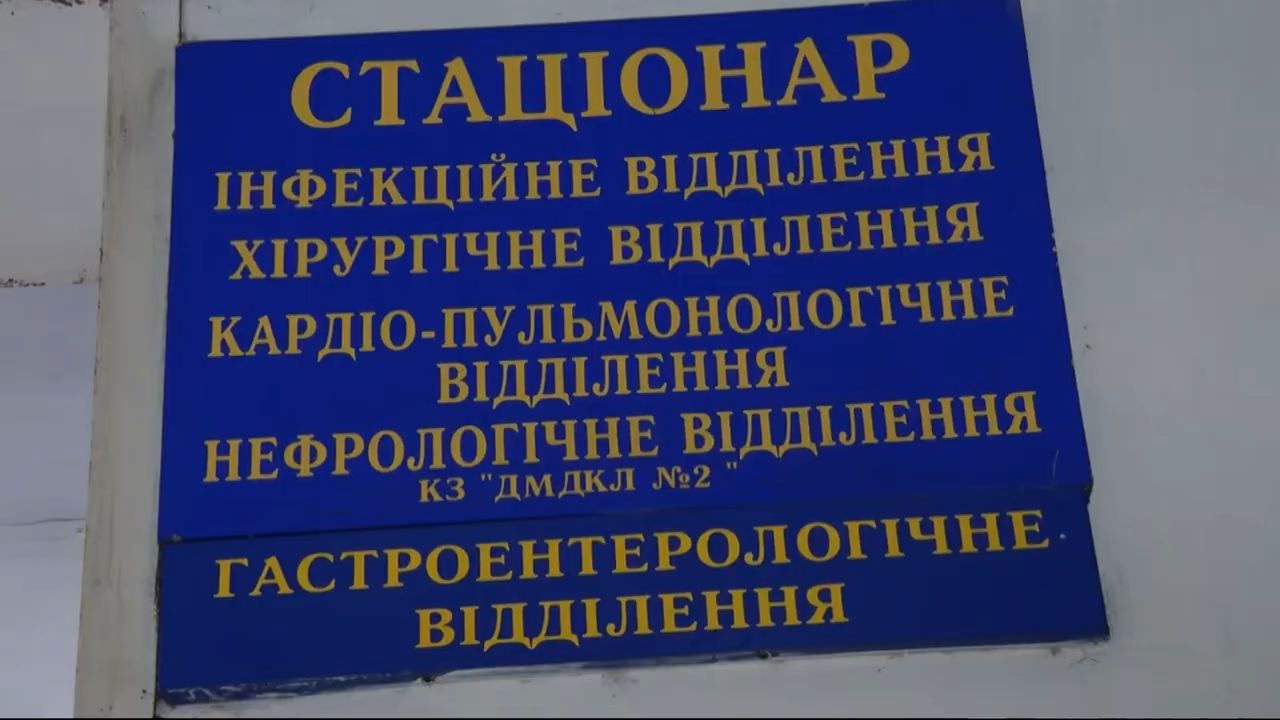 СТАЦІОНАР
ІНФЕКЦІЙНЕ ВІДДІЛЕННЯ
ХІРУРГІЧНЕ ВІДДІЛЕННЯ
КАРДІО-ПУЛЬМОНОЛОГІЧНЕ
ВІДДІЛЕННЯ
НЕФРОЛОГІЧНЕ ВІДДІЛЕННЯ
КЗ "ДМДКЛ №2 "
ГАСТРОЕНТЕРОЛОГІЧНЕ
ВІДДІЛЕННЯ